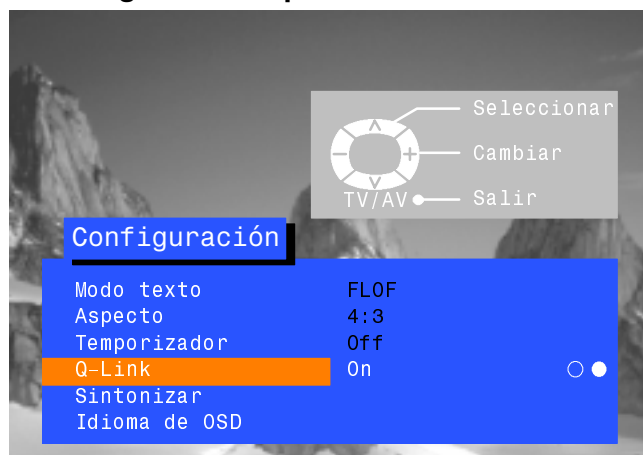 Seleccionar
- + Cambiar
TV/AV Salir
Configuración
Modo texto FLOF
Aspecto 4:3
Temporizador Off
Q-Link On
Sintonizar
Idioma de OSD